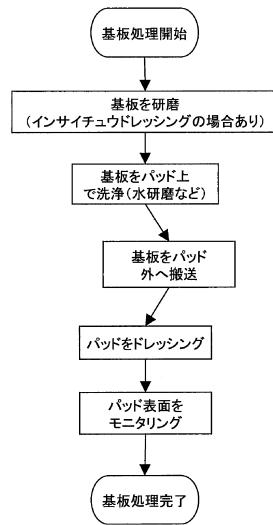 基板処理開始
基板を研磨
（インサイチュウドレッシングの場合あり）
基板をパッド上
で洗浄（水研磨など）
基板をパッド
外へ搬送
パッドをドレッシング
パッド表面を
モニタリング
基板処理完了